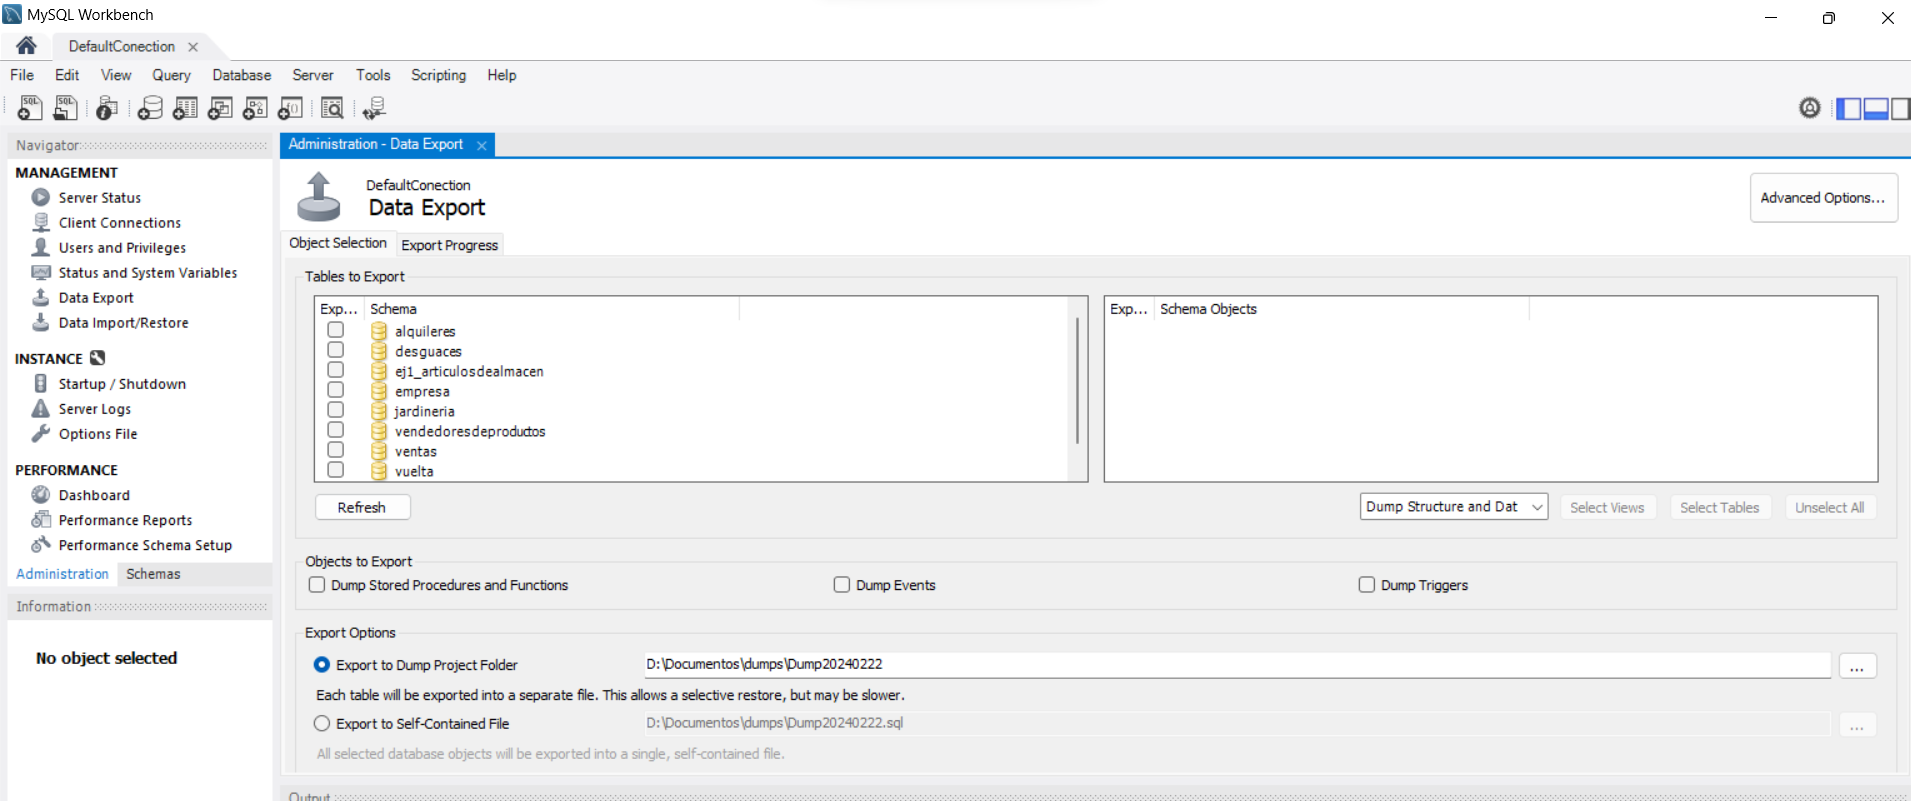 MySQL Workbench
DefaultConection
File Edit View Query Database Server Tools Scripting Help
Navigator
MANAGEMENT
Server Status
Client Connections
Users and Privileges
Status and System Variables
Data Export
Data Import/Restore
INSTANCE
Startup / Shutdown
Server Logs
Options File
PERFORMANCE
Dashboard
Performance Reports
Performance Schema Setup
Administration Schemas
Information
No object selected
Administration - Data Export
DefaultConection
Data Export
Advanced Options...
Object Selection Export Progress
Tables to Export
Exp... Schema
alquileres
desguaces
ej1_articulosdealmacen
empresa
jardineria
vendedoresdeproductos
ventas
vuelta
Exp... Schema Objects
Refresh
Dump Structure and Dat Select Views Select Tables Unselect All
Objects to Export
Dump Stored Procedures and Functions Dump Events Dump Triggers
Export Options
Export to Dump Project Folder D:\Documentos\dumps\Dump20240222 ...
Each table will be exported into a separate file. This allows a selective restore, but may be slower.
Export to Self-Contained File D:\Documentos\dumps\Dump20240222.sql ...
All selected database objects will be exported into a single, self-contained file.
Output